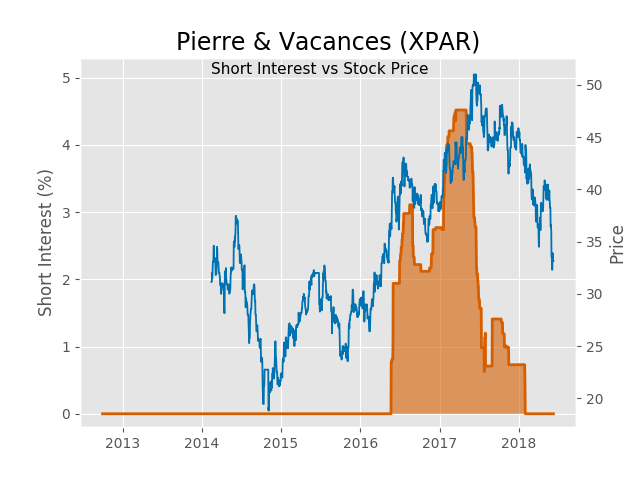 Pierre & Vacances (XPAR)
Short Interest vs Stock Price
Short Interest (%)
5
4
3
2
1
0
50
45
40
35
30
25
20
Price
2013 2014 2015 2016 2017 2018